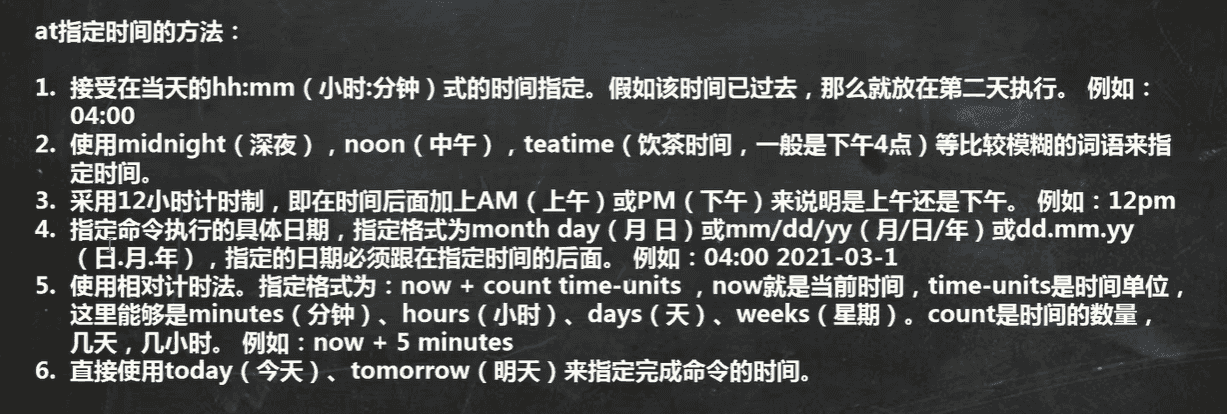 at指定时间的方法：
1. 接受在当天的hh:mm（小时:分钟）式的时间指定。假如该时间已过去，那么就放在第二天执行。 例如：
04:00
2. 使用midnight（深夜），noon（中午），teatime（饮茶时间，一般是下午4点）等比较模糊的词语来指
定时间。
3. 采用12小时计时制，即在时间后面加上AM（上午）或PM（下午）来说明是上午还是下午。 例如：12pm
4. 指定命令执行的具体日期，指定格式为month day（月 日）或mm/dd/yy（月/日/年）或dd.mm.yy
（日.月.年），指定的日期必须跟在指定时间的后面。 例如：04:00 2021-03-1
5. 使用相对计时法。指定格式为：now + count time-units ，now就是当前时间，time-units是时间单位，
这里能够是minutes（分钟）、hours（小时）、days（天）、weeks（星期）。count是时间的数量，
几天，几小时。 例如：now + 5 minutes
6. 直接使用today（今天）、tomorrow（明天）来指定完成命令的时间。